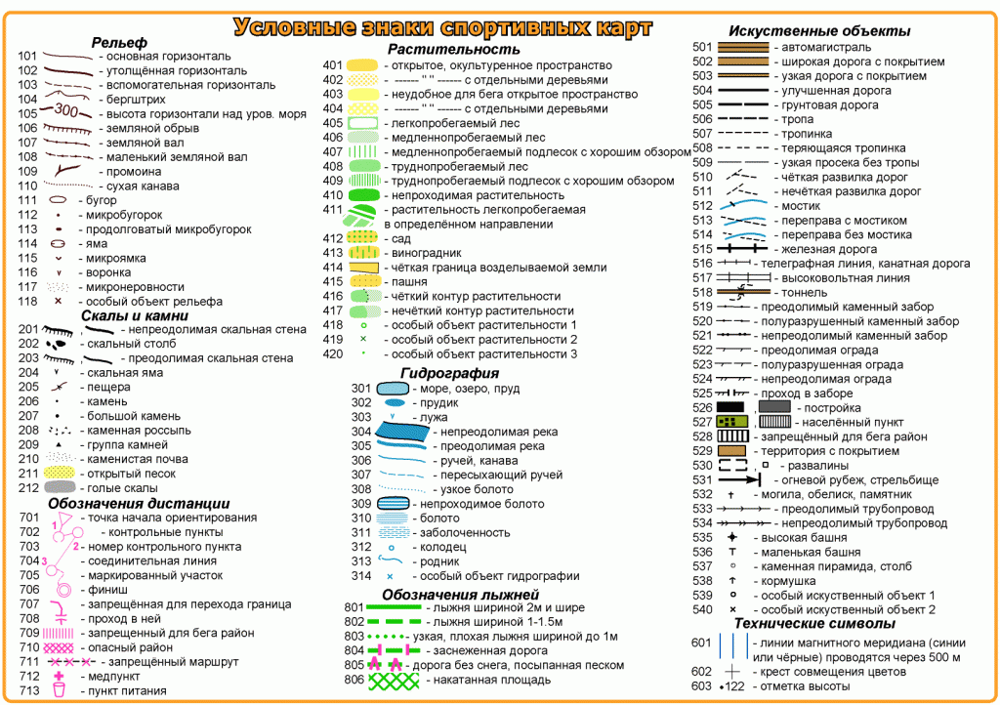 Условные знаки спортивных карт
Рельеф
101 - основная горизонталь
102 - утолщённая горизонталь
103 - вспомогательная горизонталь
104 - бергштрих
105 300 - высота горизонтали над уров. моря
106 - земляной обрыв
107 - земляной вал
108 - маленький земляной вал
109 - промоина
110 - сухая канава
111 - бугор
112 - микробугорок
113 - продолговатый микробугорок
114 - яма
115 - микроямка
116 - воронка
117 - микронеровности
118 - особый объект рельефа
Скалы и камни
201 , - непреодолимая скальная стена
202 - скальный столб
203 , - преодолимая скальная стена
204 - скальная яма
205 - пещера
206 - камень
207 - большой камень
208 - каменная россыпь
209 - группа камней
210 - каменистая почва
211 - открытый песок
212 - голые скалы
Обозначения дистанции
701 - точка начала ориентирования
702 1 - контрольные пункты
703 2 - номер контрольного пункта
704 3 - соединительная линия
705 - маркированный участок
706 - финиш
707 - запрещённая для перехода граница
708 - проход в ней
709 - запрещенный для бега район
710 - опасный район
711 - запрещённый маршрут
712 - медпункт
713 - пункт питания
Растительность
401 - открытое, окультуренное пространство
402 - ------ " " ------ с отдельными деревьями
403 - неудобное для бега открытое пространство
404 - ------ " " ------ с отдельными деревьями
405 - легкопробегаемый лес
406 - медленнопробегаемый лес
407 - медленнопробегаемый подлесок с хорошим обзором
408 - труднопробегаемый лес
409 - труднопробегаемый подлесок с хорошим обзором
410 - непроходимая растительность
411 - растительность легкопробегаемая
в определённом направлении
412 - сад
413 - виноградник
414 - чёткая граница возделываемой земли
415 - пашня
416 - чёткий контур растительности
417 - нечёткий контур растительности
418 - особый объект растительности 1
419 - особый объект растительности 2
420 - особый объект растительности 3
Гидрография
301 - море, озеро, пруд
302 - прудик
303 - лужа
304 - непреодолимая река
305 - преодолимая река
306 - ручей, канава
307 - пересыхающий ручей
308 - узкое болото
309 - непроходимое болото
310 - болото
311 - заболоченность
312 - колодец
313 - родник
314 - особый объект гидрографии
Обозначения лыжней
801 - лыжня шириной 2м и шире
802 - лыжня шириной 1-1.5м
803 - узкая, плохая лыжня шириной до 1м
804 - заснеженная дорога
805 - дорога без снега, посыпанная песком
806 - накатанная площадь
Искуственные объекты
501 - автомагистраль
502 - широкая дорога с покрытием
503 - узкая дорога с покрытием
504 - улучшенная дорога
505 - грунтовая дорога
506 - тропа
507 - тропинка
508 - теряющаяся тропинка
509 - узкая просека без тропы
510 - чёткая развилка дорог
511 - нечёткая развилка дорог
512 - мостик
513 - переправа с мостиком
514 - переправа без мостика
515 - железная дорога
516 - телеграфная линия, канатная дорога
517 - высоковольтная линия
518 - тоннель
519 - преодолимый каменный забор
520 - полуразрушенный каменный забор
521 - непреодолимый каменный забор
522 - преодолимая ограда
523 - полуразрушенная ограда
524 - непреодолимая ограда
525 - проход в заборе
526 , - постройка
527 , - населённый пункт
528 - запрещённый для бега район
529 - территория с покрытием
530 , - развалины
531 - огневой рубеж, стрельбище
532 - могила, обелиск, памятник
533 - преодолимый трубопровод
534 - непреодолимый трубопровод
535 - высокая башня
536 - маленькая башня
537 - каменная пирамида, столб
538 - кормушка
539 - особый искуственный объект 1
540 - особый искуственный объект 2
Технические символы
601 - линии магнитного меридиана (синии
или чёрные) проводятся через 500 м
602 - крест совмещения цветов
603 •122 - отметка высоты